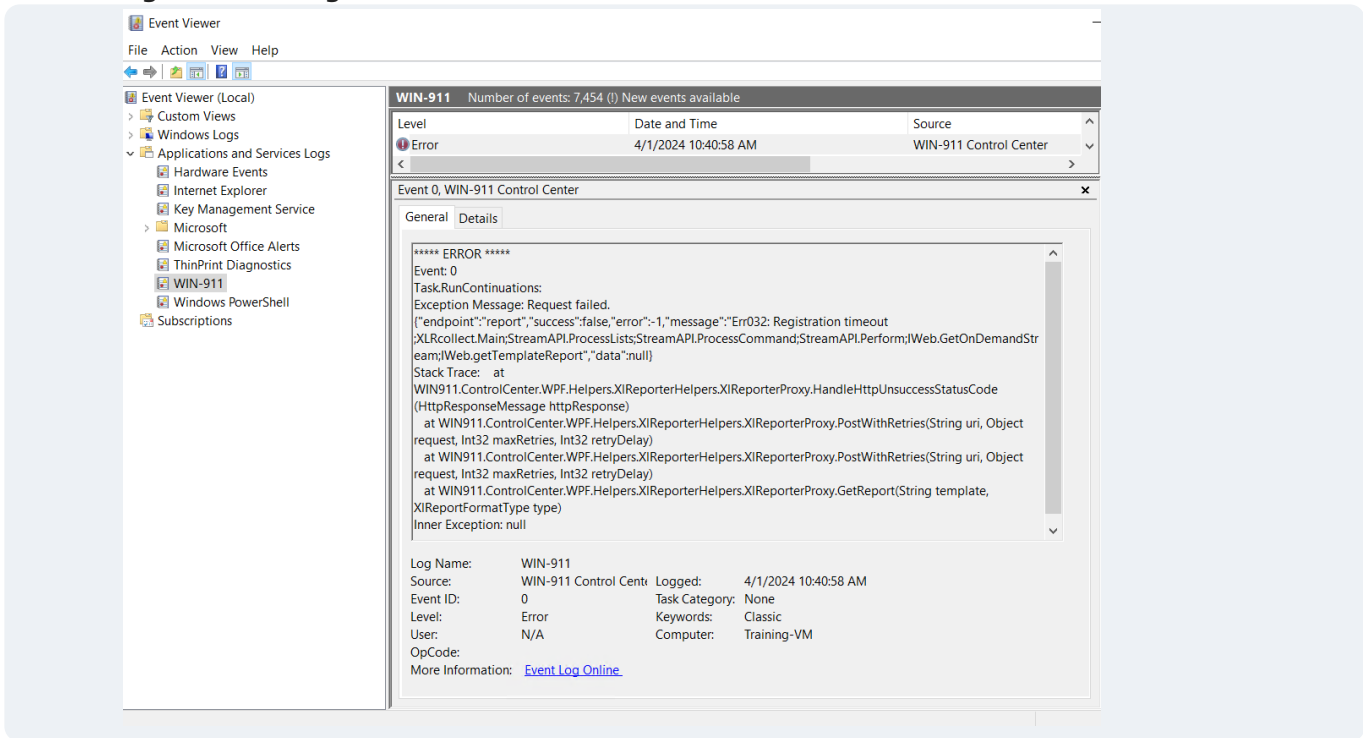 Event Viewer
File Action View Help
Event Viewer (Local)
Custom Views
Windows Logs
Applications and Services Logs
Hardware Events
Internet Explorer
Key Management Service
Microsoft
Microsoft Office Alerts
ThinPrint Diagnostics
WIN-911
Windows PowerShell
Subscriptions
WIN-911 Number of events: 7,454 (!) New events available
Level Date and Time Source
Error 4/1/2024 10:40:58 AM WIN-911 Control Center
Event 0, WIN-911 Control Center
General Details
***** ERROR *****
Event: 0
Task.RunContinuations:
Exception Message: Request failed.
{"endpoint":"report","success":false,"error":-1,"message":"Err032: Registration timeout
;XLRcollect.Main;StreamAPI.ProcessLists;StreamAPI.ProcessCommand;StreamAPI.Perform;IWeb.GetOnDemandStr
eam;IWeb.getTemplateReport","data":null}
Stack Trace: at
WIN911.ControlCenter.WPF.Helpers.XlReporterHelpers.XlReporterProxy.HandleHttpUnsuccessStatusCode
(HttpResponseMessage httpResponse)
at WIN911.ControlCenter.WPF.Helpers.XlReporterHelpers.XlReporterProxy.PostWithRetries(String uri, Object
request, Int32 maxRetries, Int32 retryDelay)
at WIN911.ControlCenter.WPF.Helpers.XlReporterHelpers.XlReporterProxy.PostWithRetries(String uri, Object
request, Int32 maxRetries, Int32 retryDelay)
at WIN911.ControlCenter.WPF.Helpers.XlReporterHelpers.XlReporterProxy.GetReport(String template,
XlReportFormatType type)
Inner Exception: null
Log Name: WIN-911
Source: WIN-911 Control Cente Logged: 4/1/2024 10:40:58 AM
Event ID: 0 Task Category: None
Level: Error Keywords: Classic
User: N/A Computer: Training-VM
OpCode:
More Information: Event Log Online